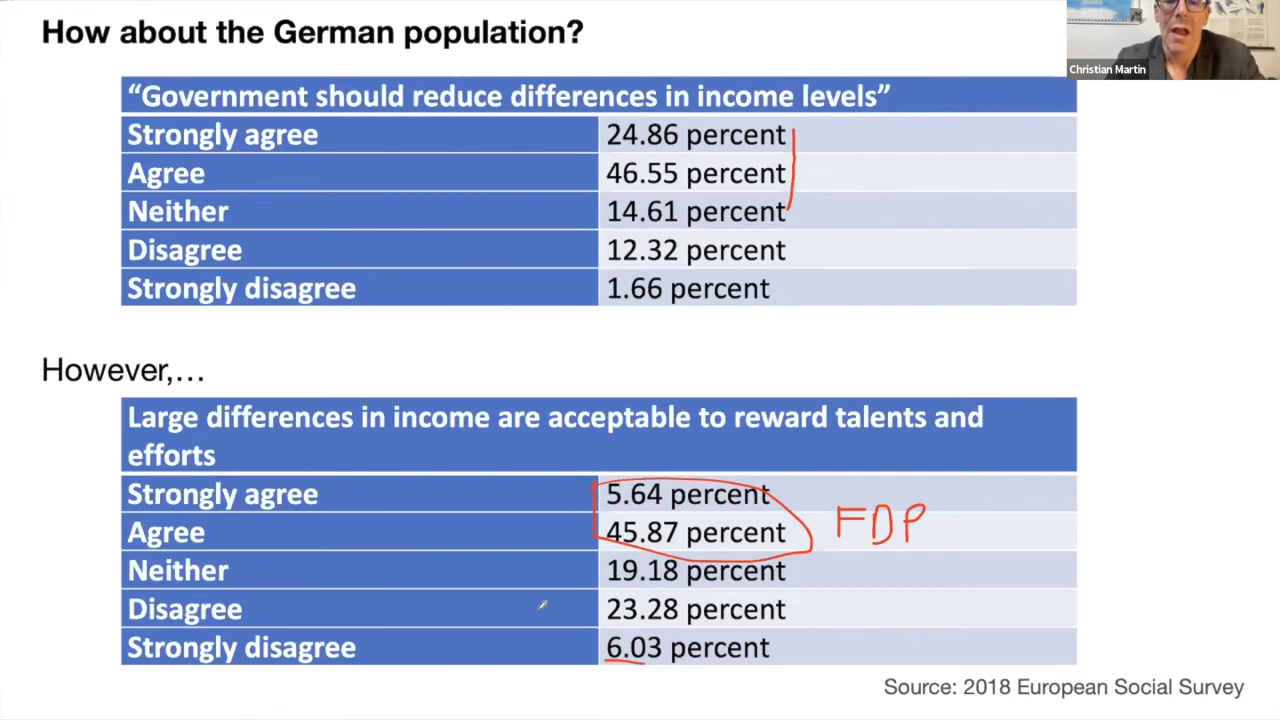 How about the German population?
Christian Martin
“Government should reduce differences in income levels”
Strongly agree 24.86 percent
Agree 46.55 percent
Neither 14.61 percent
Disagree 12.32 percent
Strongly disagree 1.66 percent
However,…
Large differences in income are acceptable to reward talents and
efforts
Strongly agree 5.64 percent
Agree 45.87 percent
FDP
Neither 19.18 percent
Disagree 23.28 percent
Strongly disagree 6.03 percent
Source: 2018 European Social Survey